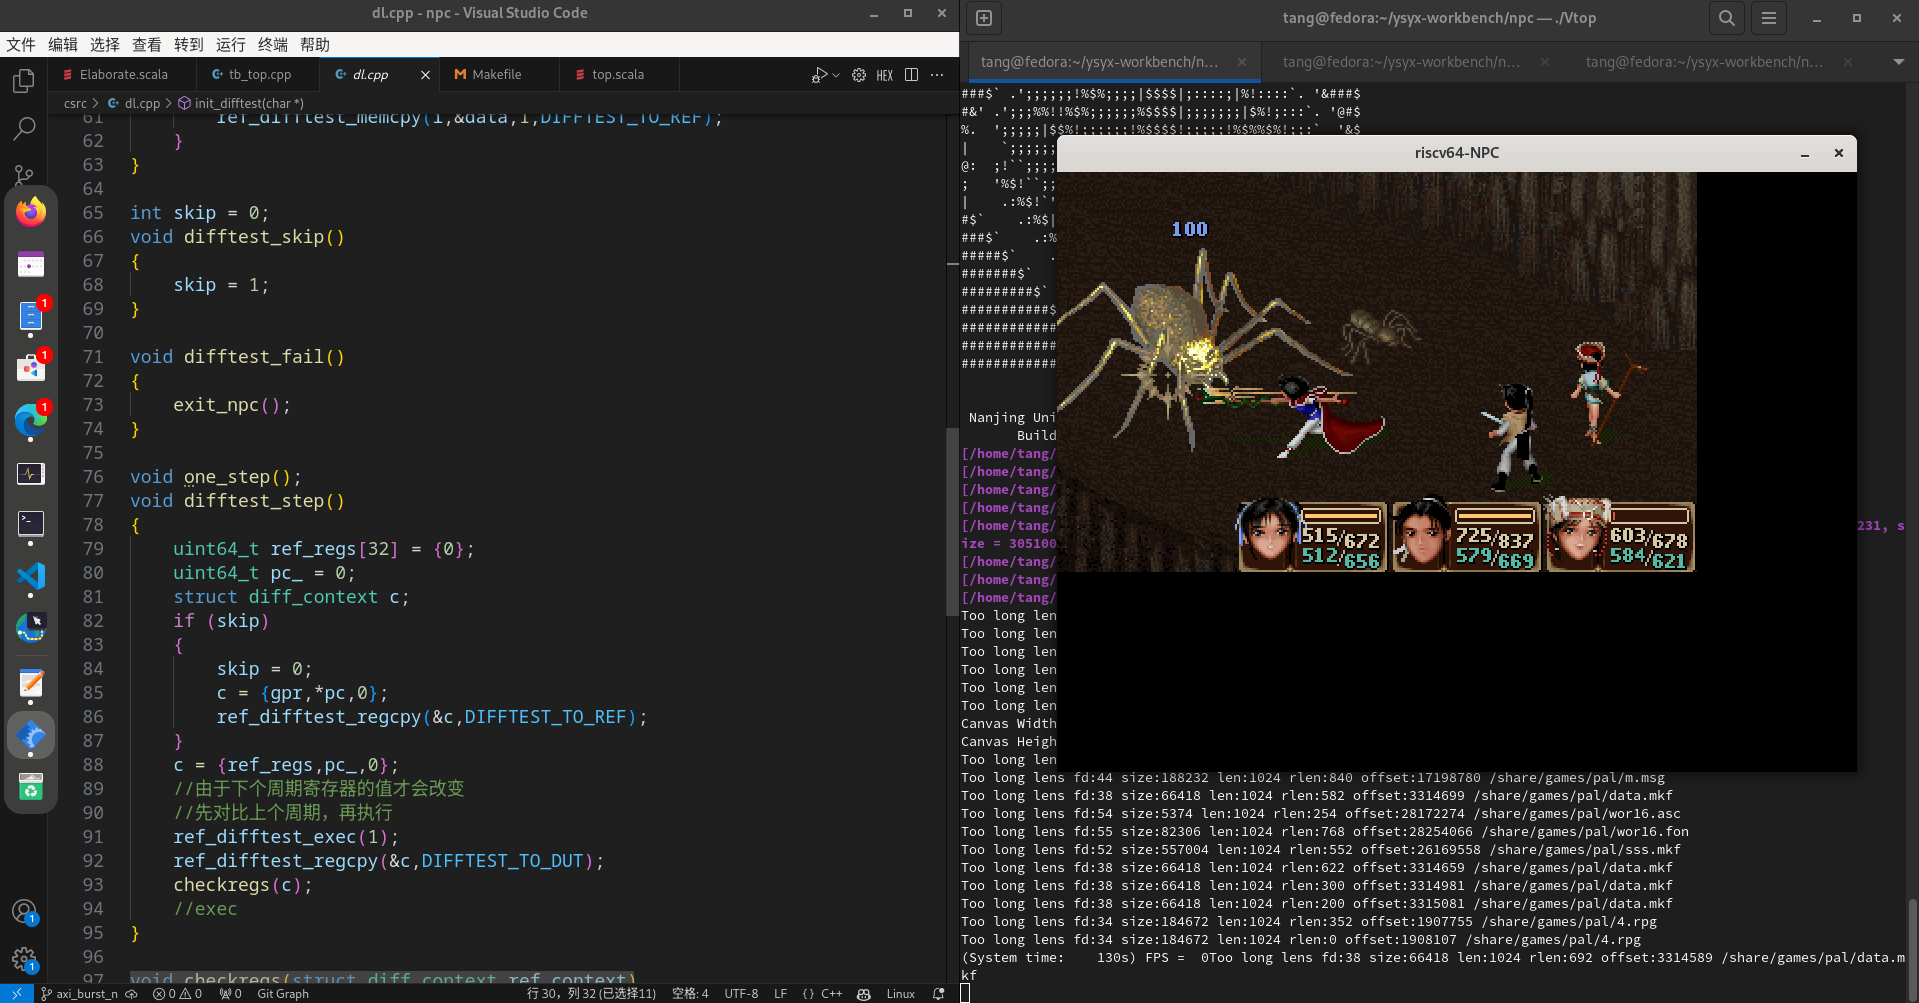 dl.cpp - npc - Visual Studio Code
文件 编辑 选择 查看 转到 运行 终端 帮助
Elaborate.scala tb_top.cpp dl.cpp Makefile top.scala HEX
csrc > dl.cpp > init_difftest(char *)
61 ref_difftest_memcpy(i,&data,1,DIFFTEST_TO_REF);
62 }
63 }
64
65 int skip = 0;
66 void difftest_skip()
67 {
68 skip = 1;
69 }
70
71 void difftest_fail()
72 {
73 exit_npc();
74 }
75
76 void one_step();
77 void difftest_step()
78 {
79 uint64_t ref_regs[32] = {0};
80 uint64_t pc_ = 0;
81 struct diff_context c;
82 if (skip)
83 {
84 skip = 0;
85 c = {gpr,*pc,0};
86 ref_difftest_regcpy(&c,DIFFTEST_TO_REF);
87 }
88 c = {ref_regs,pc_,0};
89 //由于下个周期寄存器的值才会改变
90 //先对比上个周期，再执行
91 ref_difftest_exec(1);
92 ref_difftest_regcpy(&c,DIFFTEST_TO_DUT);
93 checkregs(c);
94 //exec
95 }
96
97 void checkregs(struct diff_context ref_context)
1
1
1
1
1
axi_burst_n 0 0 0 Git Graph 行 30，列 32 (已选择11) 空格: 4 UTF-8 LF {} C++ Linux
tang@fedora:~/ysyx-workbench/npc — ./Vtop
tang@fedora:~/ysyx-workbench/n... tang@fedora:~/ysyx-workbench/n... tang@fedora:~/ysyx-workbench/n...
###$` .';;;;;;!%$%;;;;|$$$$|;::::;|%!::::`. '&###$
#&' .';;;%%!!%$%;;;;;;%$$$$|;;;;;;;|$%!;:::`. '@#$
%. ';;;;;|$$%!;;;;;;!%$$$$!;;;;;!%$%%$%!;::` '&$
| `;;;;;;
@: ;!``;;;;
; '%$!``;;
| .:%$!`'
#$` .:%$|
###$` .:%
#####$` .
#######$`
#########$`
###########$
############
############
############
Nanjing Uni
Build
[/home/tang/
[/home/tang/
[/home/tang/
[/home/tang/
[/home/tang/ 231, s
ize = 305100
[/home/tang/
[/home/tang/
[/home/tang/
Too long len
Too long len
Too long len
Too long len
Too long len
Too long len
Canvas Width
Canvas Heigh
Too long len
Too long lens fd:44 size:188232 len:1024 rlen:840 offset:17198780 /share/games/pal/m.msg
Too long lens fd:38 size:66418 len:1024 rlen:582 offset:3314699 /share/games/pal/data.mkf
Too long lens fd:54 size:5374 len:1024 rlen:254 offset:28172274 /share/games/pal/wor16.asc
Too long lens fd:55 size:82306 len:1024 rlen:768 offset:28254066 /share/games/pal/wor16.fon
Too long lens fd:52 size:557004 len:1024 rlen:552 offset:26169558 /share/games/pal/sss.mkf
Too long lens fd:38 size:66418 len:1024 rlen:622 offset:3314659 /share/games/pal/data.mkf
Too long lens fd:38 size:66418 len:1024 rlen:300 offset:3314981 /share/games/pal/data.mkf
Too long lens fd:38 size:66418 len:1024 rlen:200 offset:3315081 /share/games/pal/data.mkf
Too long lens fd:34 size:184672 len:1024 rlen:352 offset:1907755 /share/games/pal/4.rpg
Too long lens fd:34 size:184672 len:1024 rlen:0 offset:1908107 /share/games/pal/4.rpg
(System time: 130s) FPS = 0Too long lens fd:38 size:66418 len:1024 rlen:692 offset:3314589 /share/games/pal/data.m
kf
riscv64-NPC
100
515/672 725/837 603/678
512/656 579/669 584/621